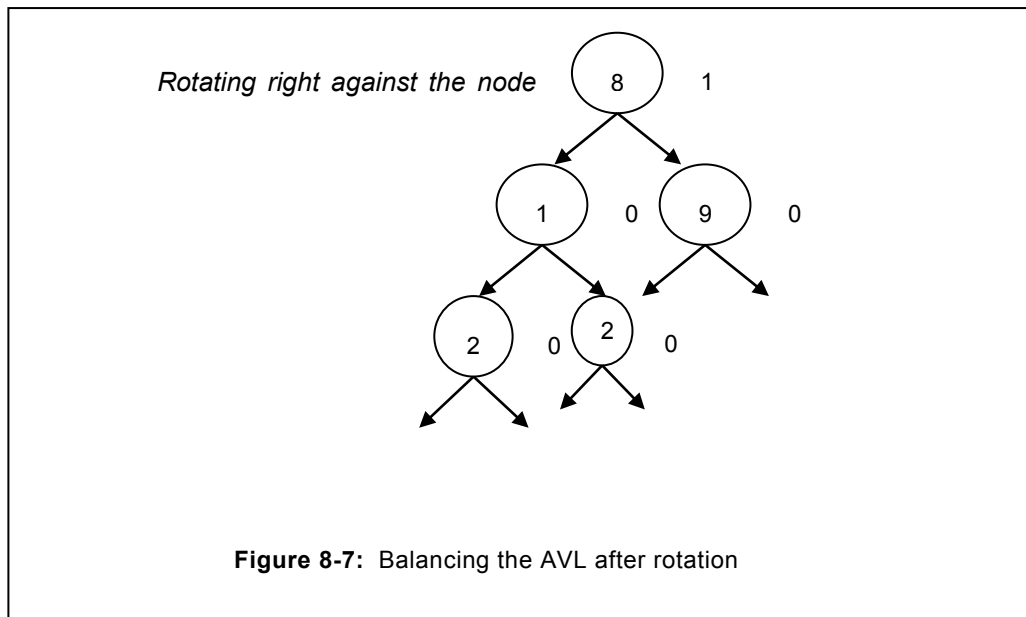 Rotating right against the node 8 1
1 0 9 0
2 0 2 0
Figure 8-7: Balancing the AVL after rotation